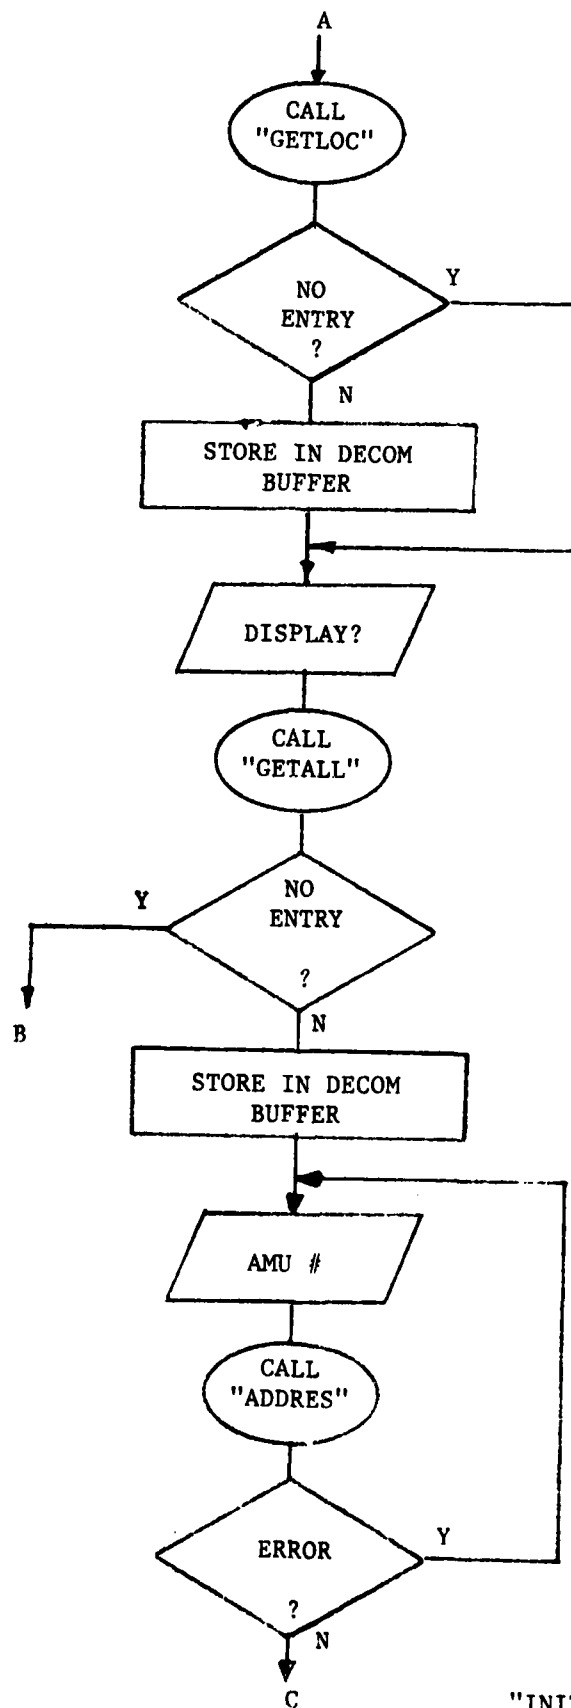 A
CALL
"GETLOC"
Y
NO
ENTRY
?
N
STORE IN DECOM
BUFFER
DISPLAY?
CALL
"GETALL"
Y
NO
ENTRY
?
B
N
STORE IN DECOM
BUFFER
AMU #
CALL
"ADDRES"
Y
ERROR
?
N
C